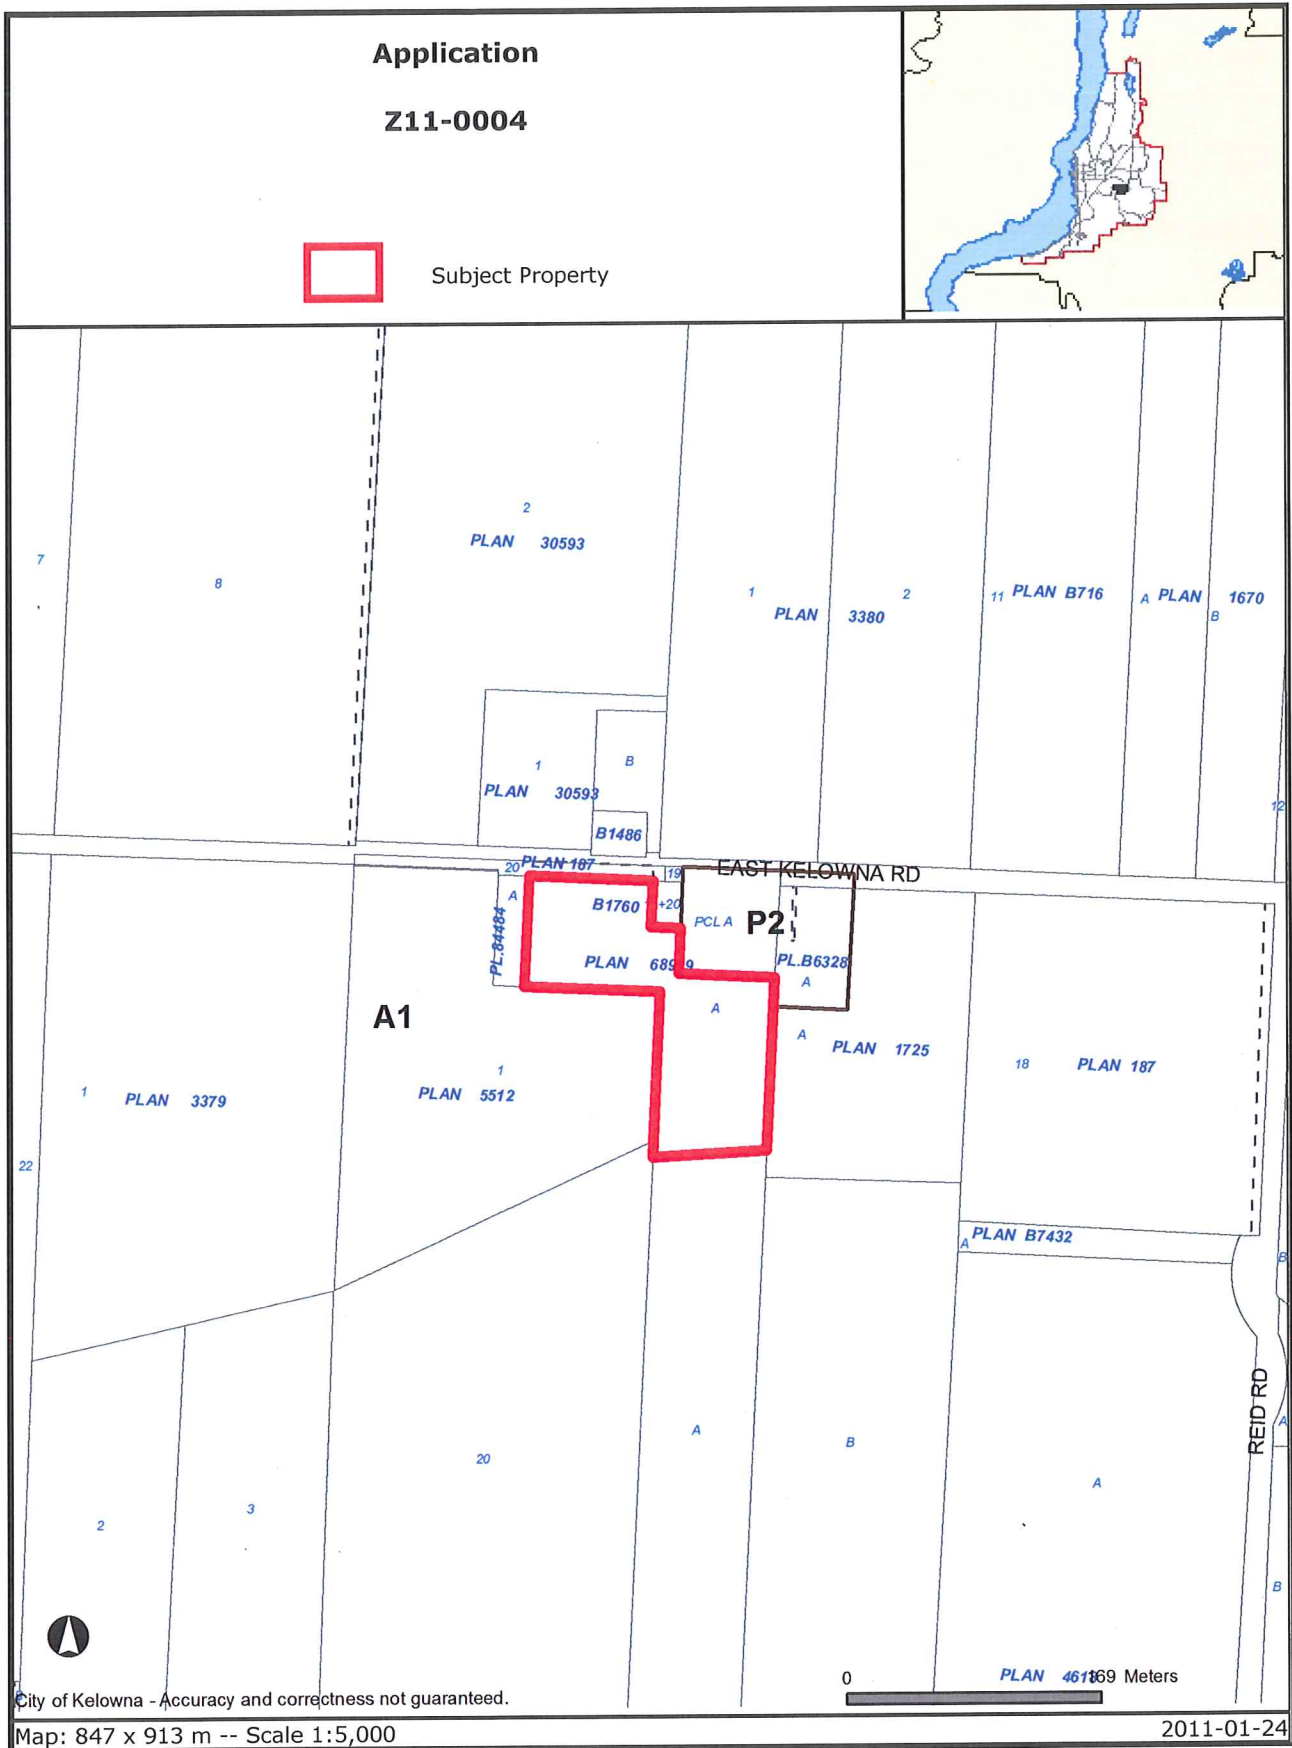 Application
Z11-0004
Subject Property
2
PLAN 30593
7
8
1
2
PLAN 3380
11 PLAN B716
A PLAN 1670
B
1
B
PLAN 30593
12
B1486
EAST KELOWNA RD
20 PLAN 187
19
A
B1760
+20
PCL A
P2
PL.84484
PLAN
PL.B6328
A
A
A1
A
PLAN 1725
18 PLAN 187
1
PLAN 5512
1 PLAN 3379
22
PLAN B7432
A
B
REID RD
A
A
B
20
A
3
2
B
0
PLAN
169 Meters
City of Kelowna - Accuracy and correctness not guaranteed.
Map: 847 x 913 m -- Scale 1:5,000
2011-01-24